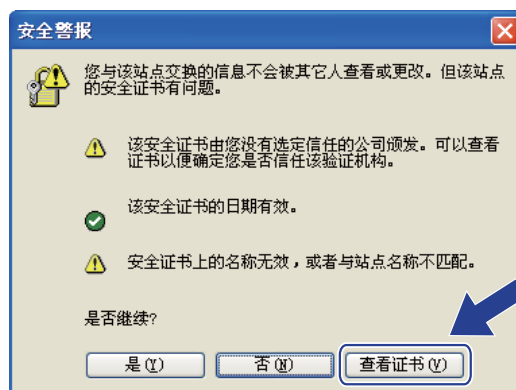 安全警报
您与该站点交换的信息不会被其它人查看或更改。但该站点
的安全证书有问题。
该安全证书由您没有选定信任的公司颁发。可以查看
证书以便确定您是否信任该验证机构。
该安全证书的日期有效。
安全证书上的名称无效，或者与站点名称不匹配。
是否继续?
是(Y)
否(N)
查看证书(V)